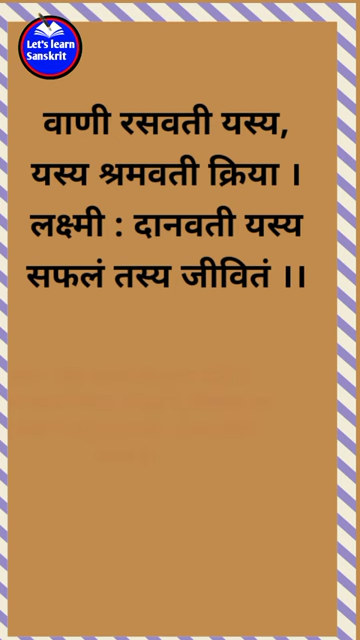 Let's learn
Sanskrit
वाणी रसवती यस्य,
यस्य श्रमवती क्रिया ।
लक्ष्मी : दानवती यस्य
सफलं तस्य जीवितं ।।